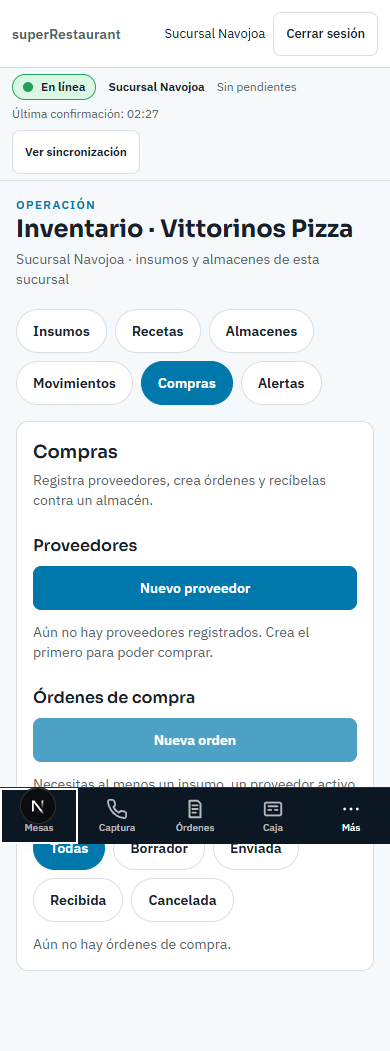 superRestaurant
Sucursal Navojoa
Cerrar sesión
En línea
Sucursal Navojoa
Sin pendientes
Última confirmación: 02:27
Ver sincronización
OPERACIÓN
Inventario · Vittorinos Pizza
Sucursal Navojoa · insumos y almacenes de esta
sucursal
Insumos
Recetas
Almacenes
Movimientos
Compras
Alertas
Compras
Registra proveedores, crea órdenes y recíbelas
contra un almacén.
Proveedores
Nuevo proveedor
Aún no hay proveedores registrados. Crea el
primero para poder comprar.
Órdenes de compra
Nueva orden
Necesitas al menos un insumo, un proveedor activo
N
Mesas
Captura
Órdenes
Caja
Más
Todas
Borrador
Enviada
Recibida
Cancelada
Aún no hay órdenes de compra.